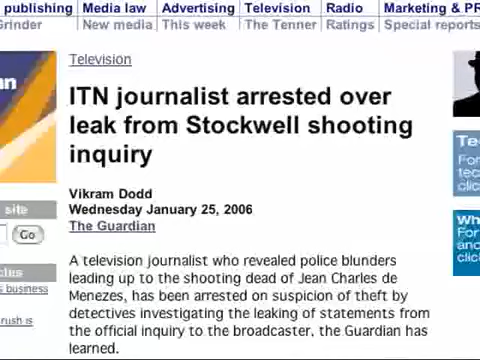 publishing Media law Advertising Television Radio Marketing & PR
Grinder New media This week The Tenner Ratings Special reports
Television
ITN journalist arrested over
leak from Stockwell shooting
inquiry
Vikram Dodd
Wednesday January 25, 2006
The Guardian
site
Go
business
A television journalist who revealed police blunders
leading up to the shooting dead of Jean Charles de
Menezes, has been arrested on suspicion of theft by
detectives investigating the leaking of statements from
the official inquiry to the broadcaster, the Guardian has
learned.